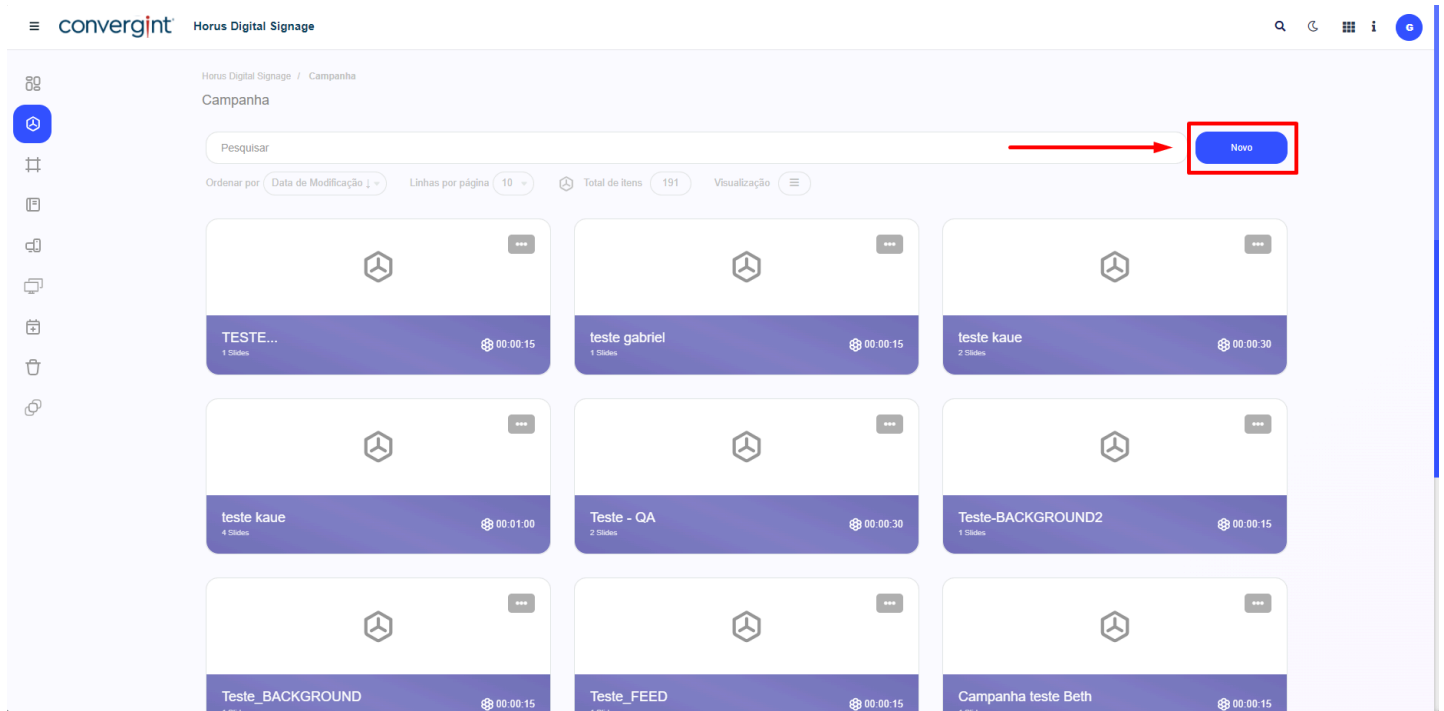 convergint
Horus Digital Signage
G
Horus Digital Signage / Campanha
Campanha
Pesquisar
Novo
Ordenar por Data de Modificação ↓ Linhas por página 10 Total de itens 191 Visualização
TESTE...
1 Slides
00:00:15
teste gabriel
1 Slides
00:00:15
teste kaue
2 Slides
00:00:30
teste kaue
4 Slides
00:01:00
Teste - QA
2 Slides
00:00:30
Teste-BACKGROUND2
1 Slides
00:00:15
Teste_BACKGROUND
00:00:15
Teste_FEED
00:00:15
Campanha teste Beth
00:00:15